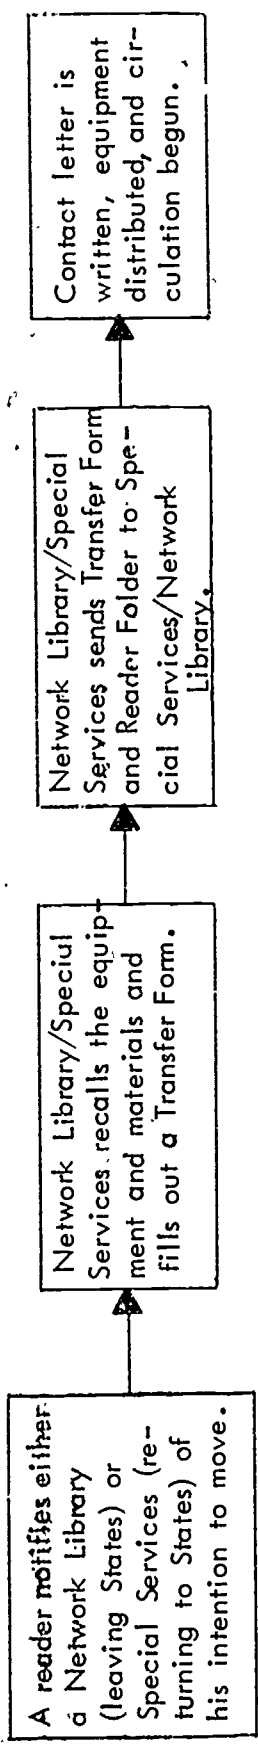 A reader notifies either
a Network Library
(leaving States) or
Special Services (re-
turning to States) of
his intention to move.
Network Library/Special
Services recalls the equip-
ment and materials and
fills out a Transfer Form.
Network Library/Special
Services sends Transfer Form
and Reader Folder to Spe-
cial Services/Network
Library.
Contact letter is
written, equipment
distributed, and cir-
culation begun.